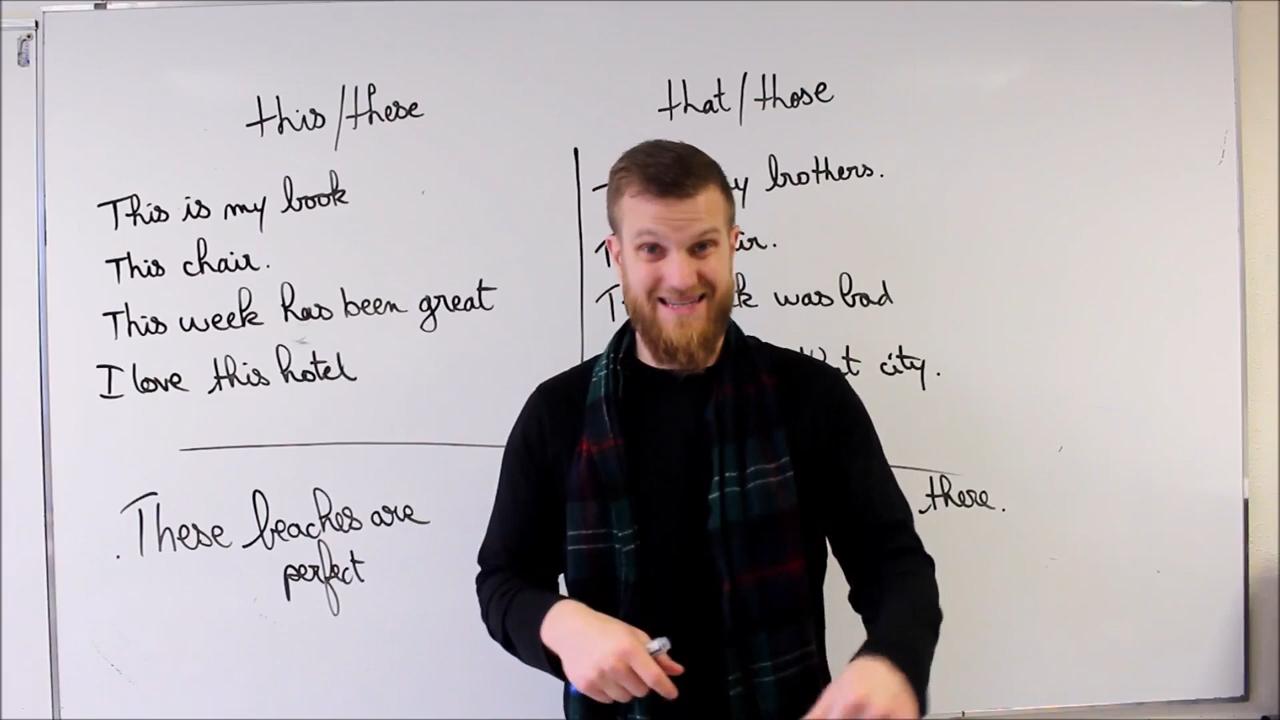 this/these
This is my book
This chair.
This week has been great
I love this hotel
These beaches are
perfect
that/those
brothers.
was bad
city.
there.